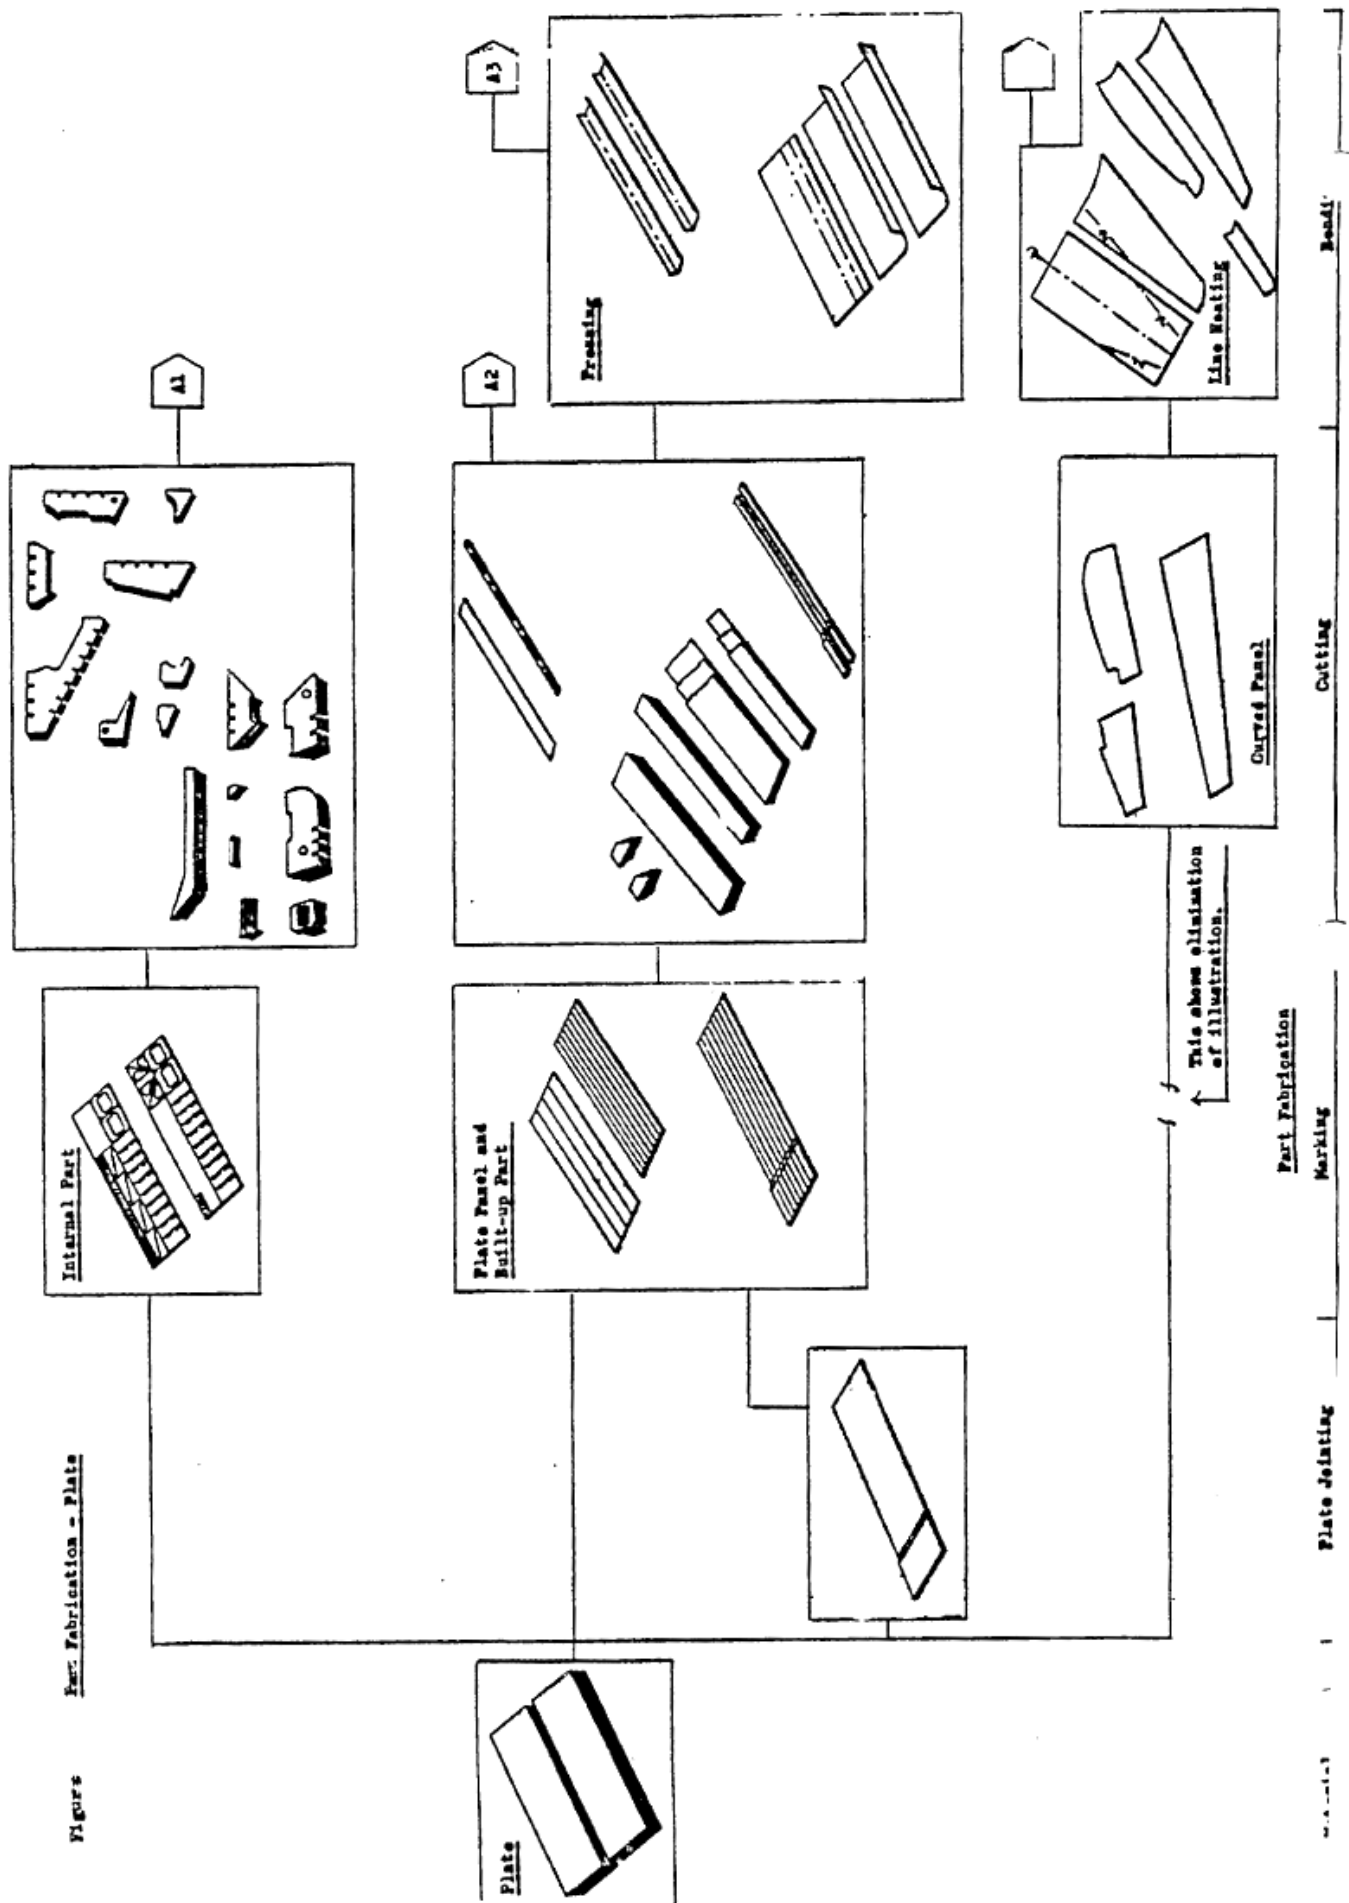 Figure
Part Fabrication - Plate
Plate
Internal Part
A1
Plate Panel and
Built-up Part
A2
Pressing
A3
This shows elimination
of illustration.
Curved Panel
Line Heating
Part Fabrication
Plate Jointing
Marking
Cutting
Bendi